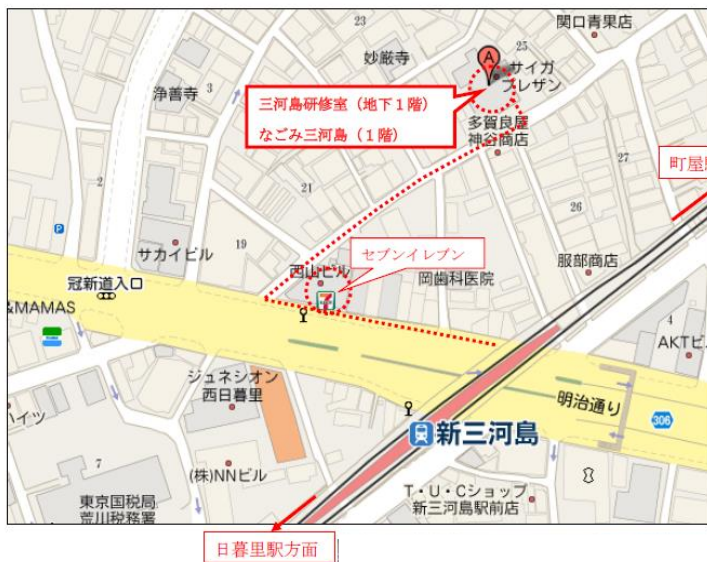 23
関口青果店
妙厳寺
25
A
サイガ
ブレザン
浄善寺
3
三河島研修室（地下１階）
なごみ三河島（１階）
多賀良屋
神谷商店
27
町屋
2
21
26
P
サカイビル
19
セブンイレブン
服部商店
西山ビル
岡歯科医院
冠新道入口
7
&MAMAS
4
AKTビ
ジュネシオン
西日暮里
明治通り
306
ハイツ
新三河島
7
(株)NNビル
東京国税局
荒川税務署
T・U・Cショップ
新三河島駅前店
日暮里駅方面